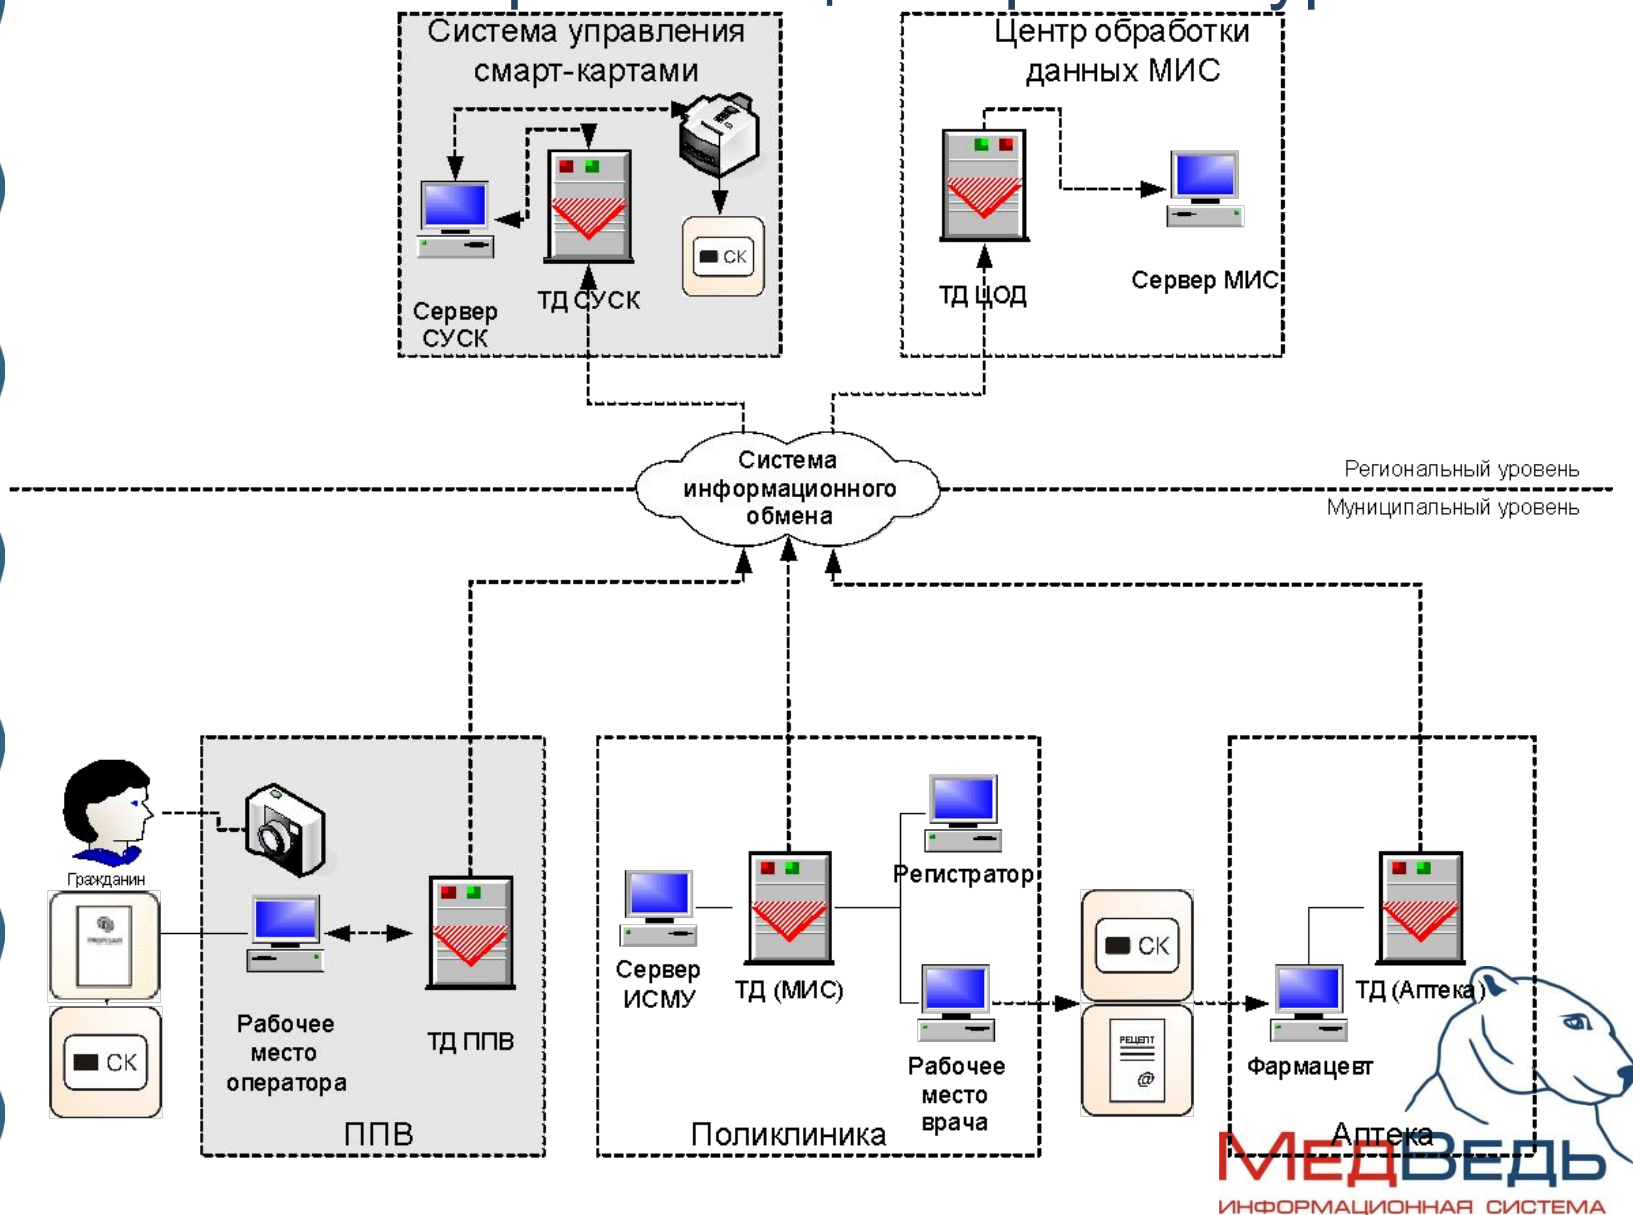 Система управления
смарт-картами
СК
ТД СУСК
Сервер
СУСК
Центр обработки
данных МИС
ТД ЦОД
Сервер МИС
Система
информационного
обмена
Региональный уровень
Муниципальный уровень
Гражданин
СК
Рабочее
место
оператора
ТД ППВ
ППВ
Сервер
ИСМУ
ТД (МИС)
Регистратор
Рабочее
место
врача
Поликлиника
СК
РЕЦЕПТ
@
ТД (Аптека)
Фармацевт
Аптека
МЕДВЕДЬ
ИНФОРМАЦИОННАЯ СИСТЕМА